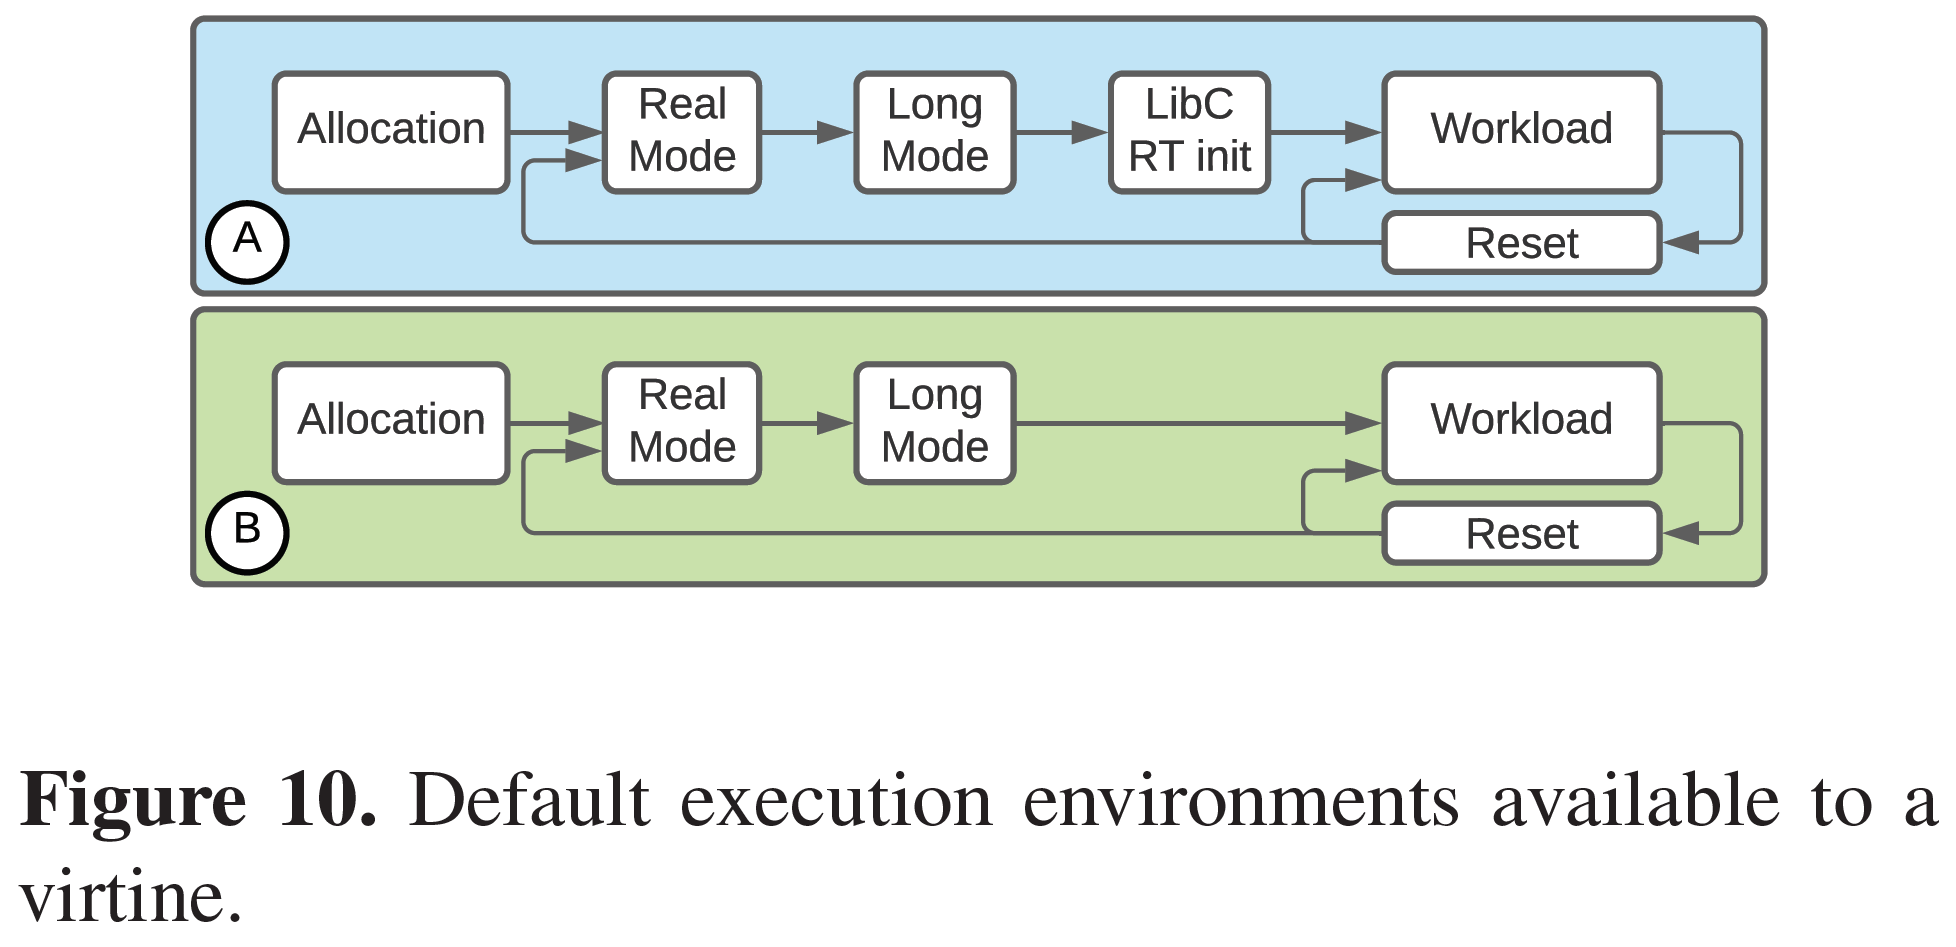 Allocation
Real
Mode
Long
Mode
LibC
RT init
Workload
Reset
A
Allocation
Real
Mode
Long
Mode
Workload
Reset
B
Figure 10. Default execution environments available to a
virtine.